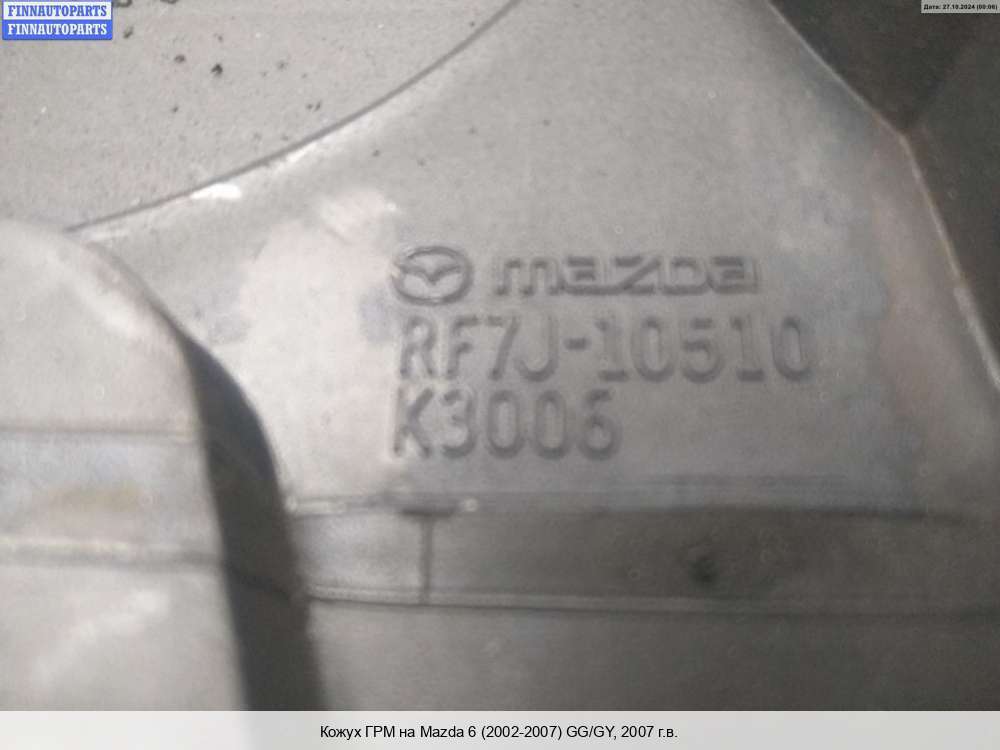 FINNAUTOPARTS
FINNAUTOPARTS
Дата: 27.10.2024 (00:06)
mazda
RF7J-10510
K3006
Кожух ГРМ на Mazda 6 (2002-2007) GG/GY, 2007 г.в.